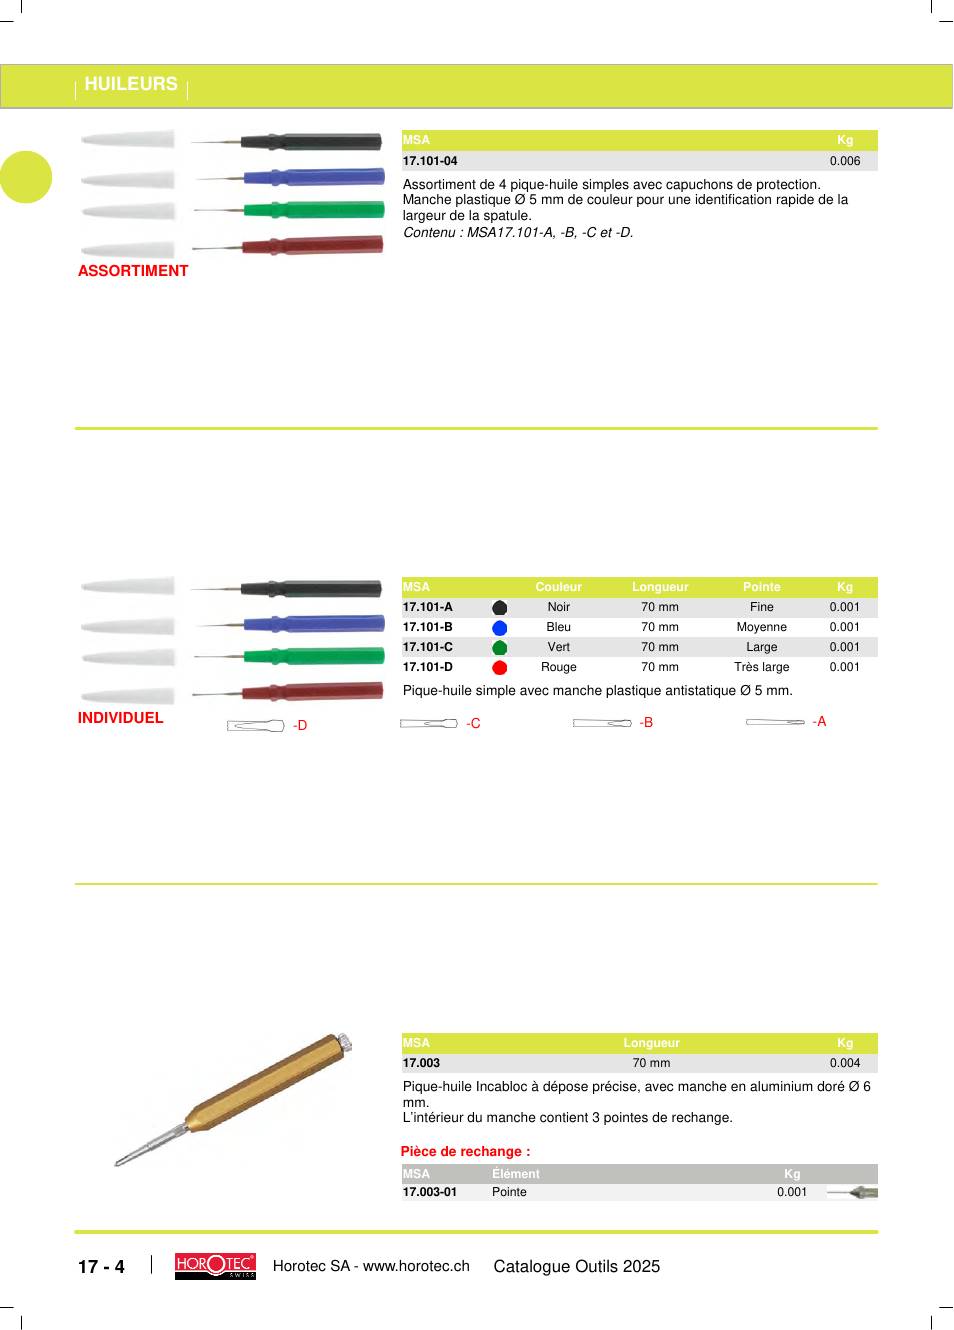 HUILEURS
MSA Kg
17.101-04 0.006
Assortiment de 4 pique-huile simples avec capuchons de protection.
Manche plastique Ø 5 mm de couleur pour une identification rapide de la
largeur de la spatule.
Contenu : MSA17.101-A, -B, -C et -D.
ASSORTIMENT
MSA Couleur Longueur Pointe Kg
17.101-A Noir 70 mm Fine 0.001
17.101-B Bleu 70 mm Moyenne 0.001
17.101-C Vert 70 mm Large 0.001
17.101-D Rouge 70 mm Très large 0.001
Pique-huile simple avec manche plastique antistatique Ø 5 mm.
INDIVIDUEL
-D -C -B -A
MSA Longueur Kg
17.003 70 mm 0.004
Pique-huile Incabloc à dépose précise, avec manche en aluminium doré Ø 6
mm.
L'intérieur du manche contient 3 pointes de rechange.
Pièce de rechange :
MSA Élément Kg
17.003-01 Pointe 0.001
17 - 4 HOROTEC® SWISS Horotec SA - www.horotec.ch Catalogue Outils 2025